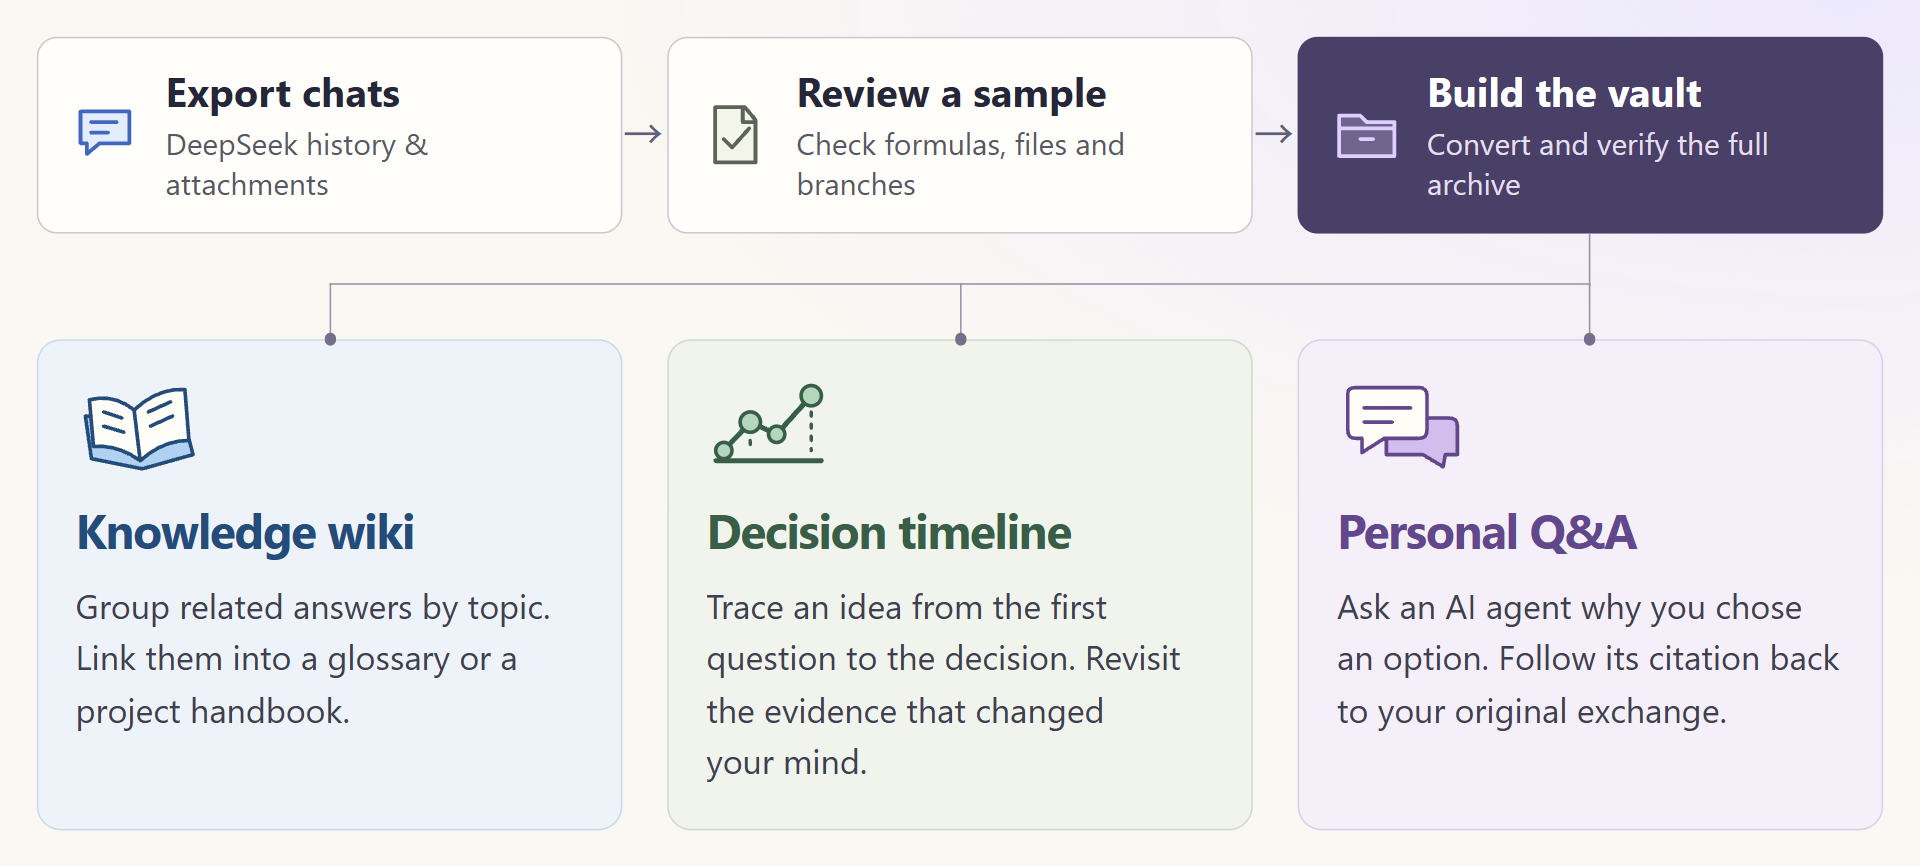 Export chats
DeepSeek history &
attachments
Review a sample
Check formulas, files and
branches
Build the vault
Convert and verify the full
archive
Knowledge wiki
Group related answers by topic.
Link them into a glossary or a
project handbook.
Decision timeline
Trace an idea from the first
question to the decision. Revisit
the evidence that changed
your mind.
Personal Q&A
Ask an AI agent why you chose
an option. Follow its citation back
to your original exchange.